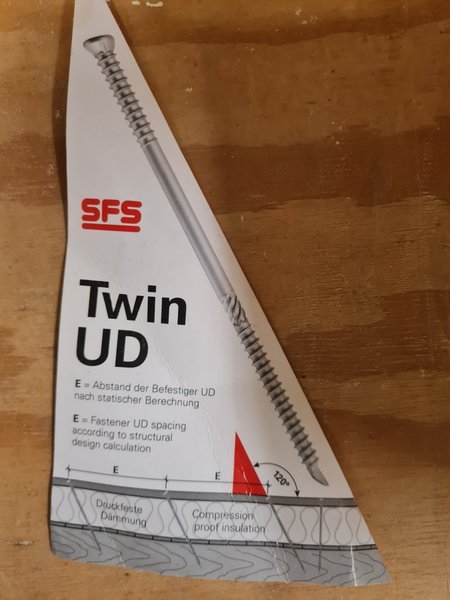 SFS
Twin
UD
E = Abstand der Befestiger UD
nach statischer Berechnung
E = Fastener UD spacing
according to structural
design calculation
E
E
120°
Druckfeste
Dämmung
Compression
proof insulation